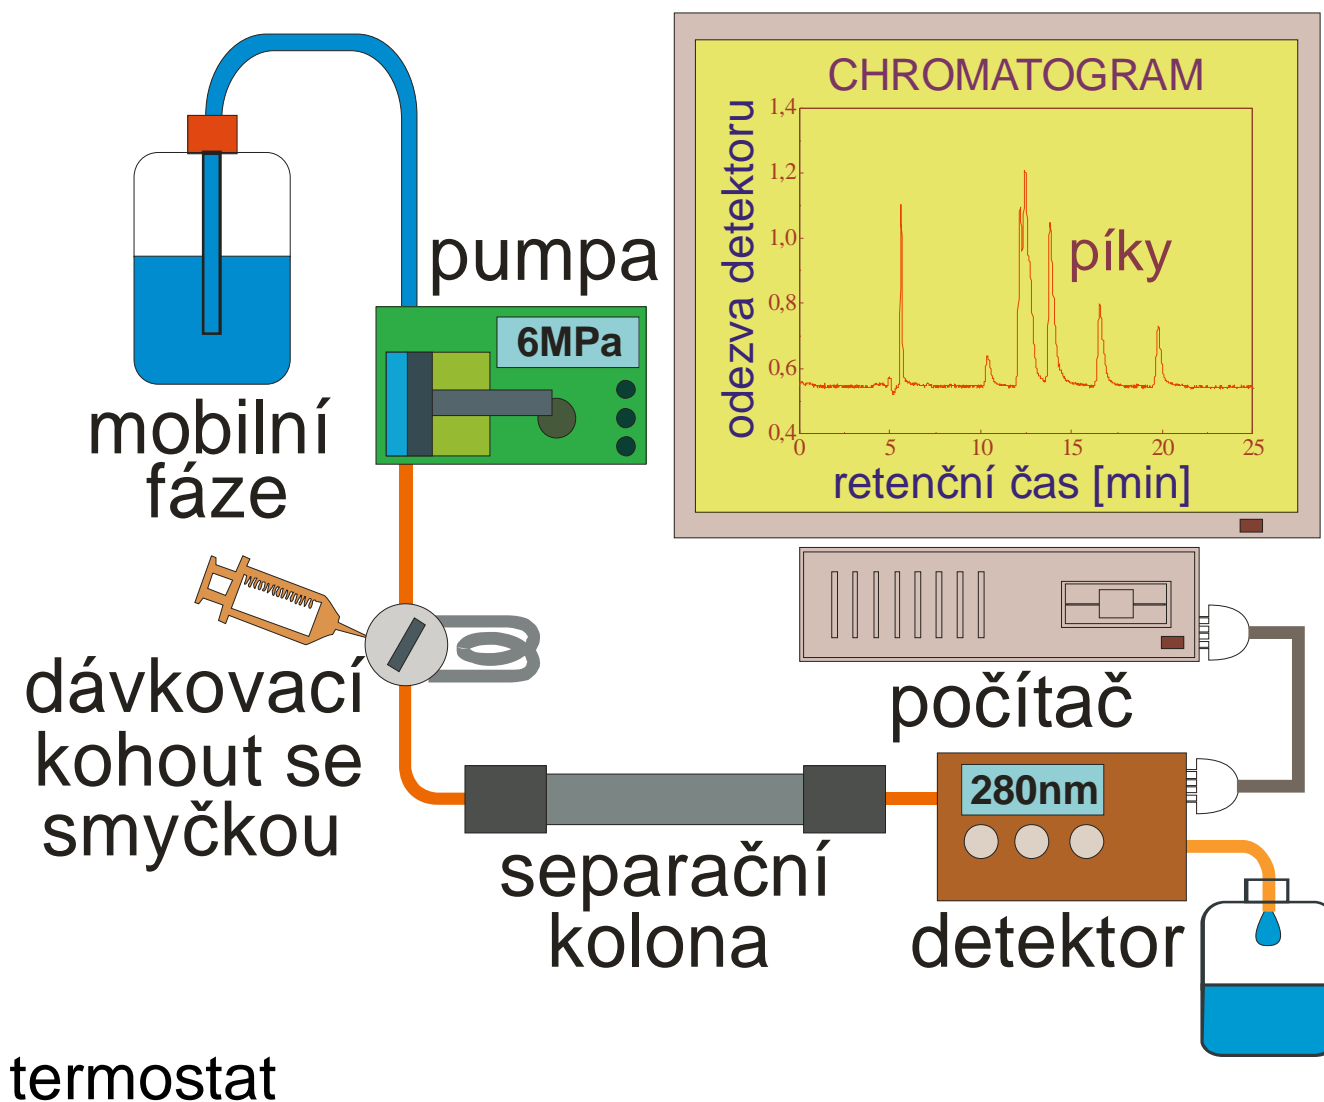 CHROMATOGRAM
odezva detektoru
1,4
1,2
1,0
0,8
0,6
0,4
píky
0 5 10 15 20 25
retenční čas [min]
pumpa
6MPa
mobilní
fáze
dávkovací
kohout se
smyčkou
počítač
280nm
separační
kolona
detektor
termostat